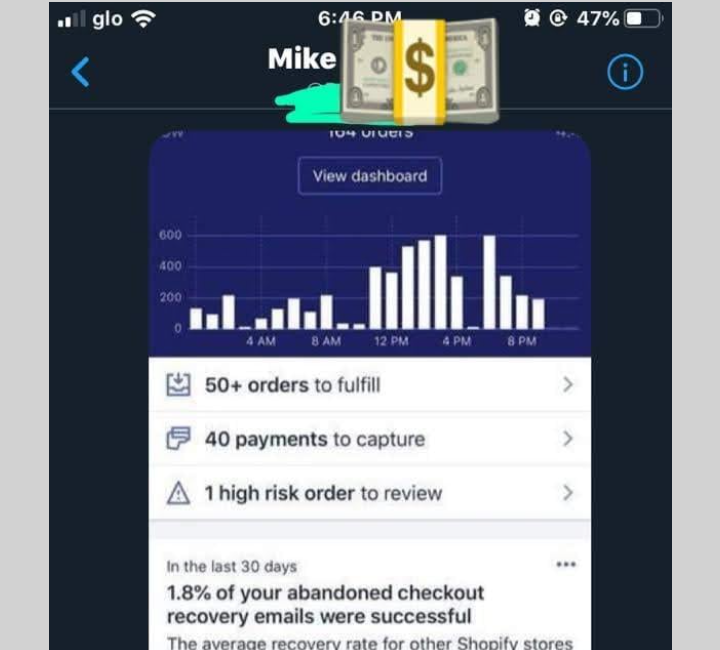 glo 6:46 PM 47%
Mike
164 orders
View dashboard
600
400
200
0
4 AM 8 AM 12 PM 4 PM 8 PM
50+ orders to fulfill
40 payments to capture
1 high risk order to review
In the last 30 days
1.8% of your abandoned checkout
recovery emails were successful
The average recovery rate for other Shopify stores